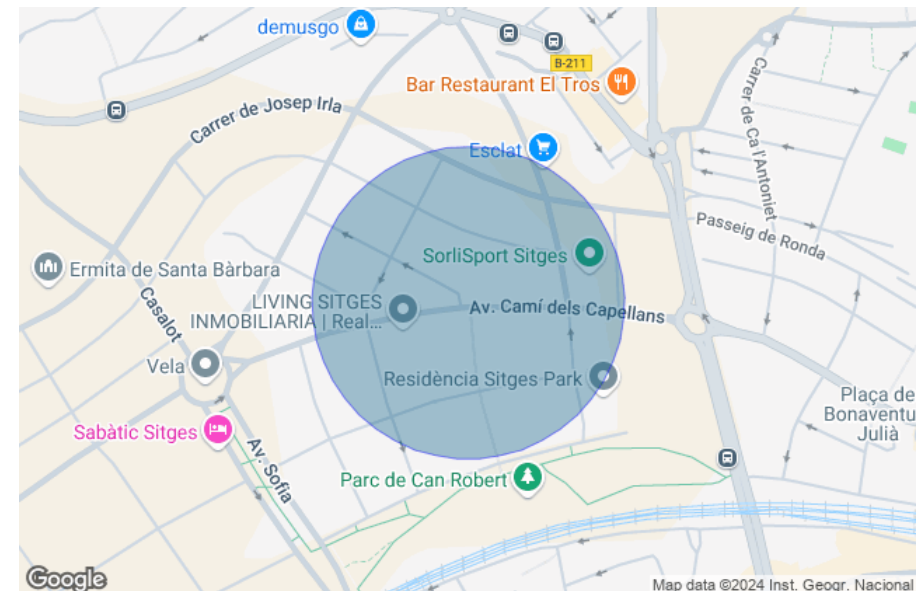 demusgo
B-211
Bar Restaurant El Tros
Carrer de Josep Irla
Carrer de Ca l'Antoniet
Esclat
Passeig de Ronda
SorliSport Sitges
Ermita de Santa Bàrbara
Casalot
LIVING SITGES
INMOBILIARIA | Real...
Av. Camí dels Capellans
Vela
Residència Sitges Park
Plaça de
Bonaventu
Julià
Sabàtic Sitges
Av. Sofia
Parc de Can Robert
Google
Map data ©2024 Inst. Geogr. Nacional